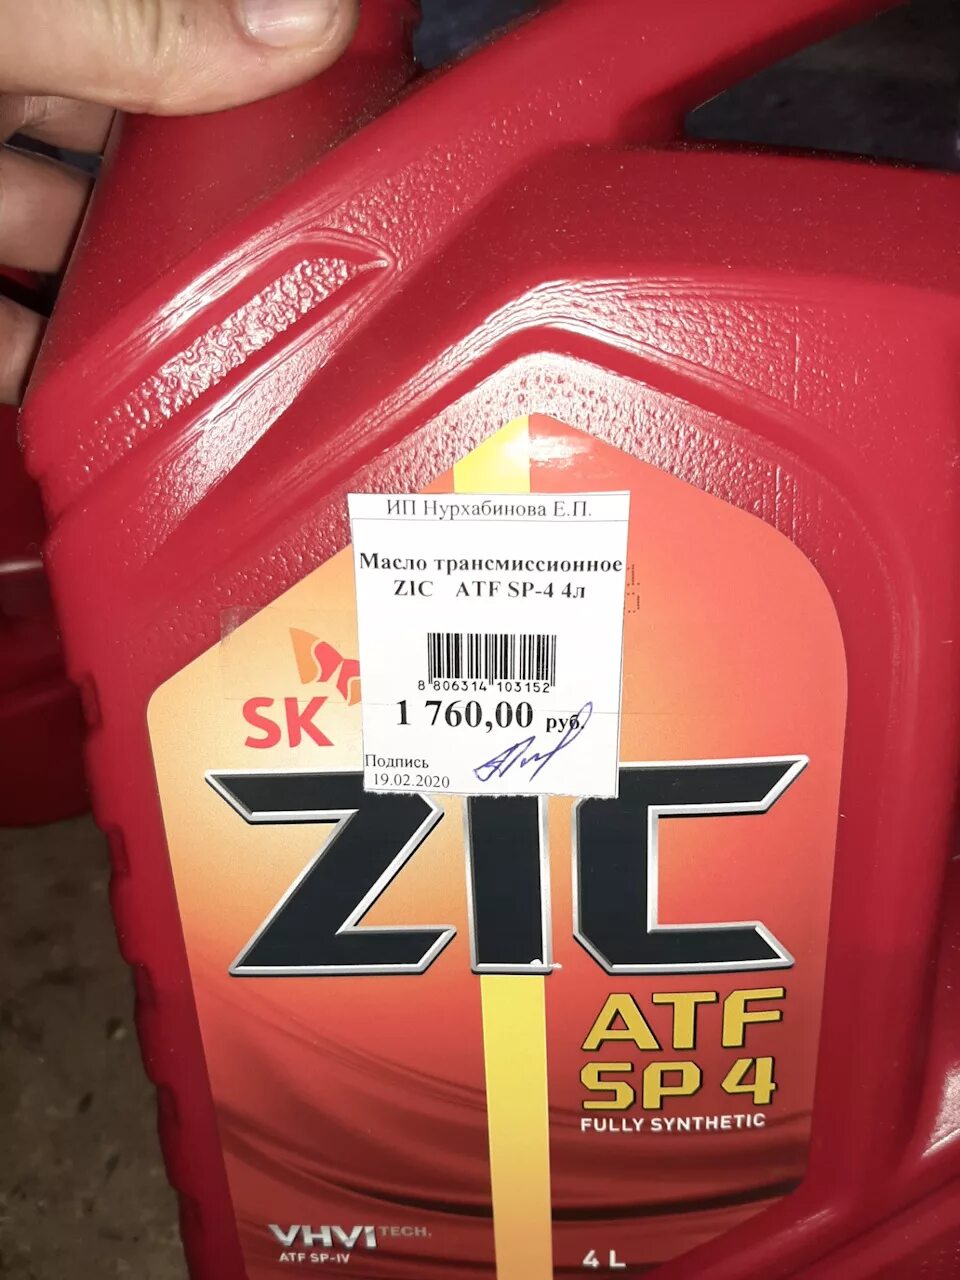 ИП Нурхабинова Е.П.
Масло трансмиссионное
ZIC ATF SP-4 4л
8 806314 103152
1 760,00 руб.
Подпись
19.02.2020
SK
ZIC
ATF
SP 4
FULLY SYNTHETIC
VHVI TECH.
ATF SP-IV
4 L